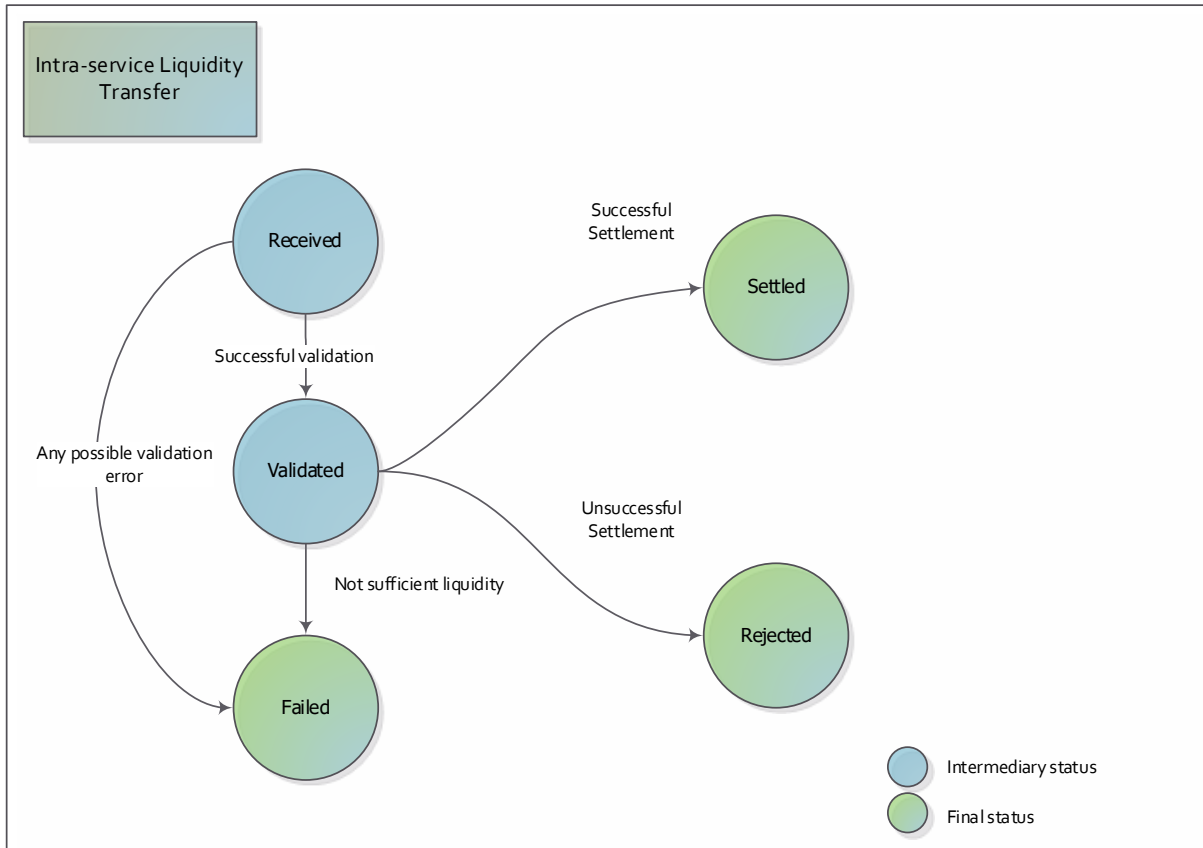 Intra-service Liquidity
Transfer
Received
Successful
Settlement
Settled
Successful validation
Any possible validation
error
Validated
Unsuccessful
Settlement
Not sufficient liquidity
Rejected
Failed
Intermediary status
Final status